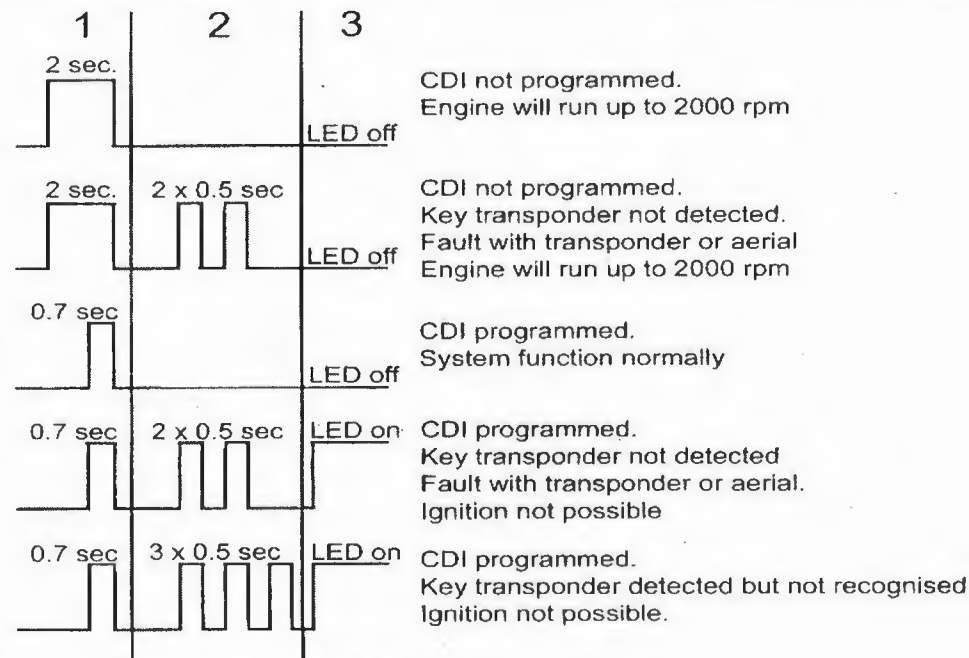 1 2 3
2 sec.
LED off
CDI not programmed.
Engine will run up to 2000 rpm
2 sec. 2 x 0.5 sec
LED off
CDI not programmed.
Key transponder not detected.
Fault with transponder or aerial
Engine will run up to 2000 rpm
0.7 sec
LED off
CDI programmed.
System function normally
0.7 sec 2 x 0.5 sec LED on
CDI programmed.
Key transponder not detected
Fault with transponder or aerial.
Ignition not possible
0.7 sec 3 x 0.5 sec LED on
CDI programmed.
Key transponder detected but not recognised
Ignition not possible.